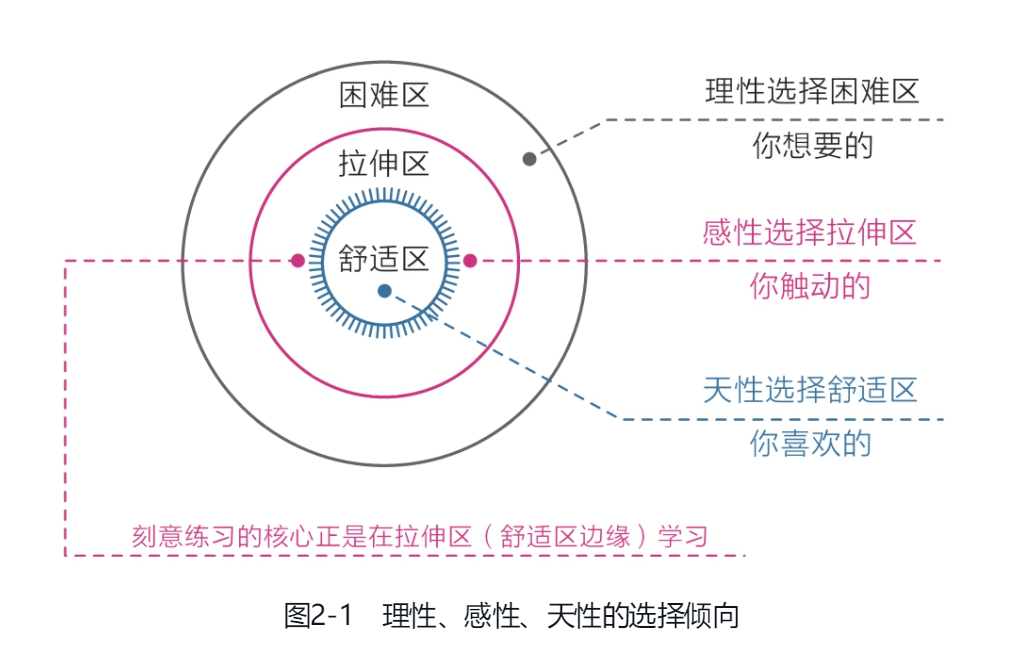 困难区
理性选择困难区
你想要的
拉伸区
感性选择拉伸区
舒适区
你触动的
天性选择舒适区
你喜欢的
刻意练习的核心正是在拉伸区（舒适区边缘）学习
图2-1 理性、感性、天性的选择倾向